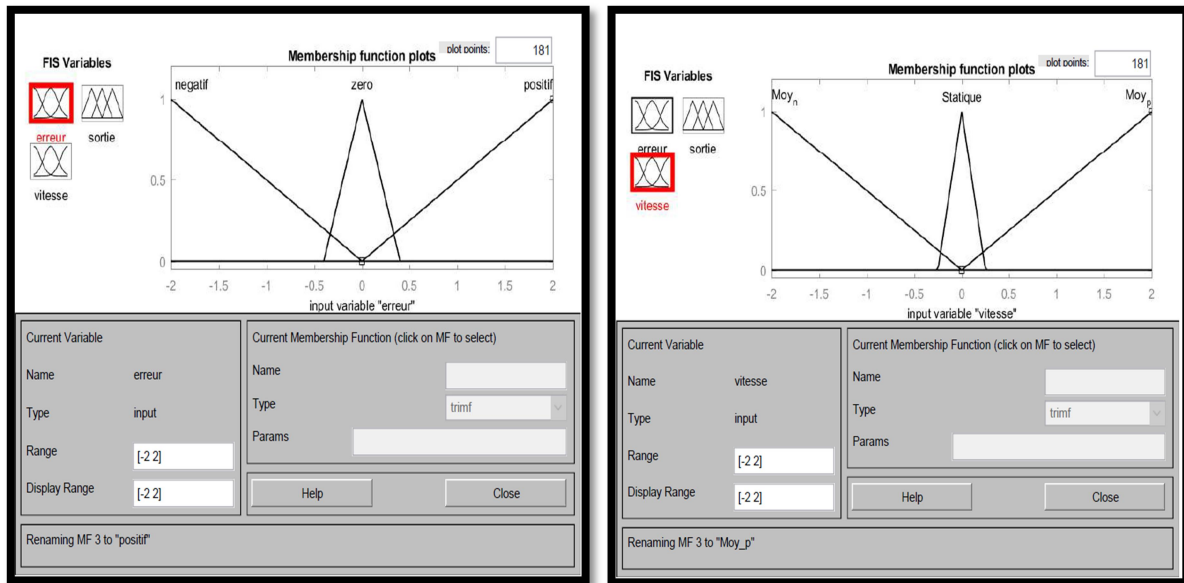 plot points: 181
FIS Variables
Membership function plots
negatif zero positif
erreur sortie
vitesse
1
0.5
0
-2 -1.5 -1 -0.5 0 0.5 1 1.5 2
input variable "erreur"
Current Variable
Name erreur
Type input
Range [-2 2]
Display Range [-2 2]
Current Membership Function (click on MF to select)
Name
Type trimf
Params
Help Close
Renaming MF 3 to "positif"
plot points: 181
FIS Variables
Membership function plots
Moy_n Statique Moy_p
erreur sortie
vitesse
1
0.5
0
-2 -1.5 -1 -0.5 0 0.5 1 1.5 2
input variable "vitesse"
Current Variable
Name vitesse
Type input
Range [-2 2]
Display Range [-2 2]
Current Membership Function (click on MF to select)
Name
Type trimf
Params
Help Close
Renaming MF 3 to "Moy_p"